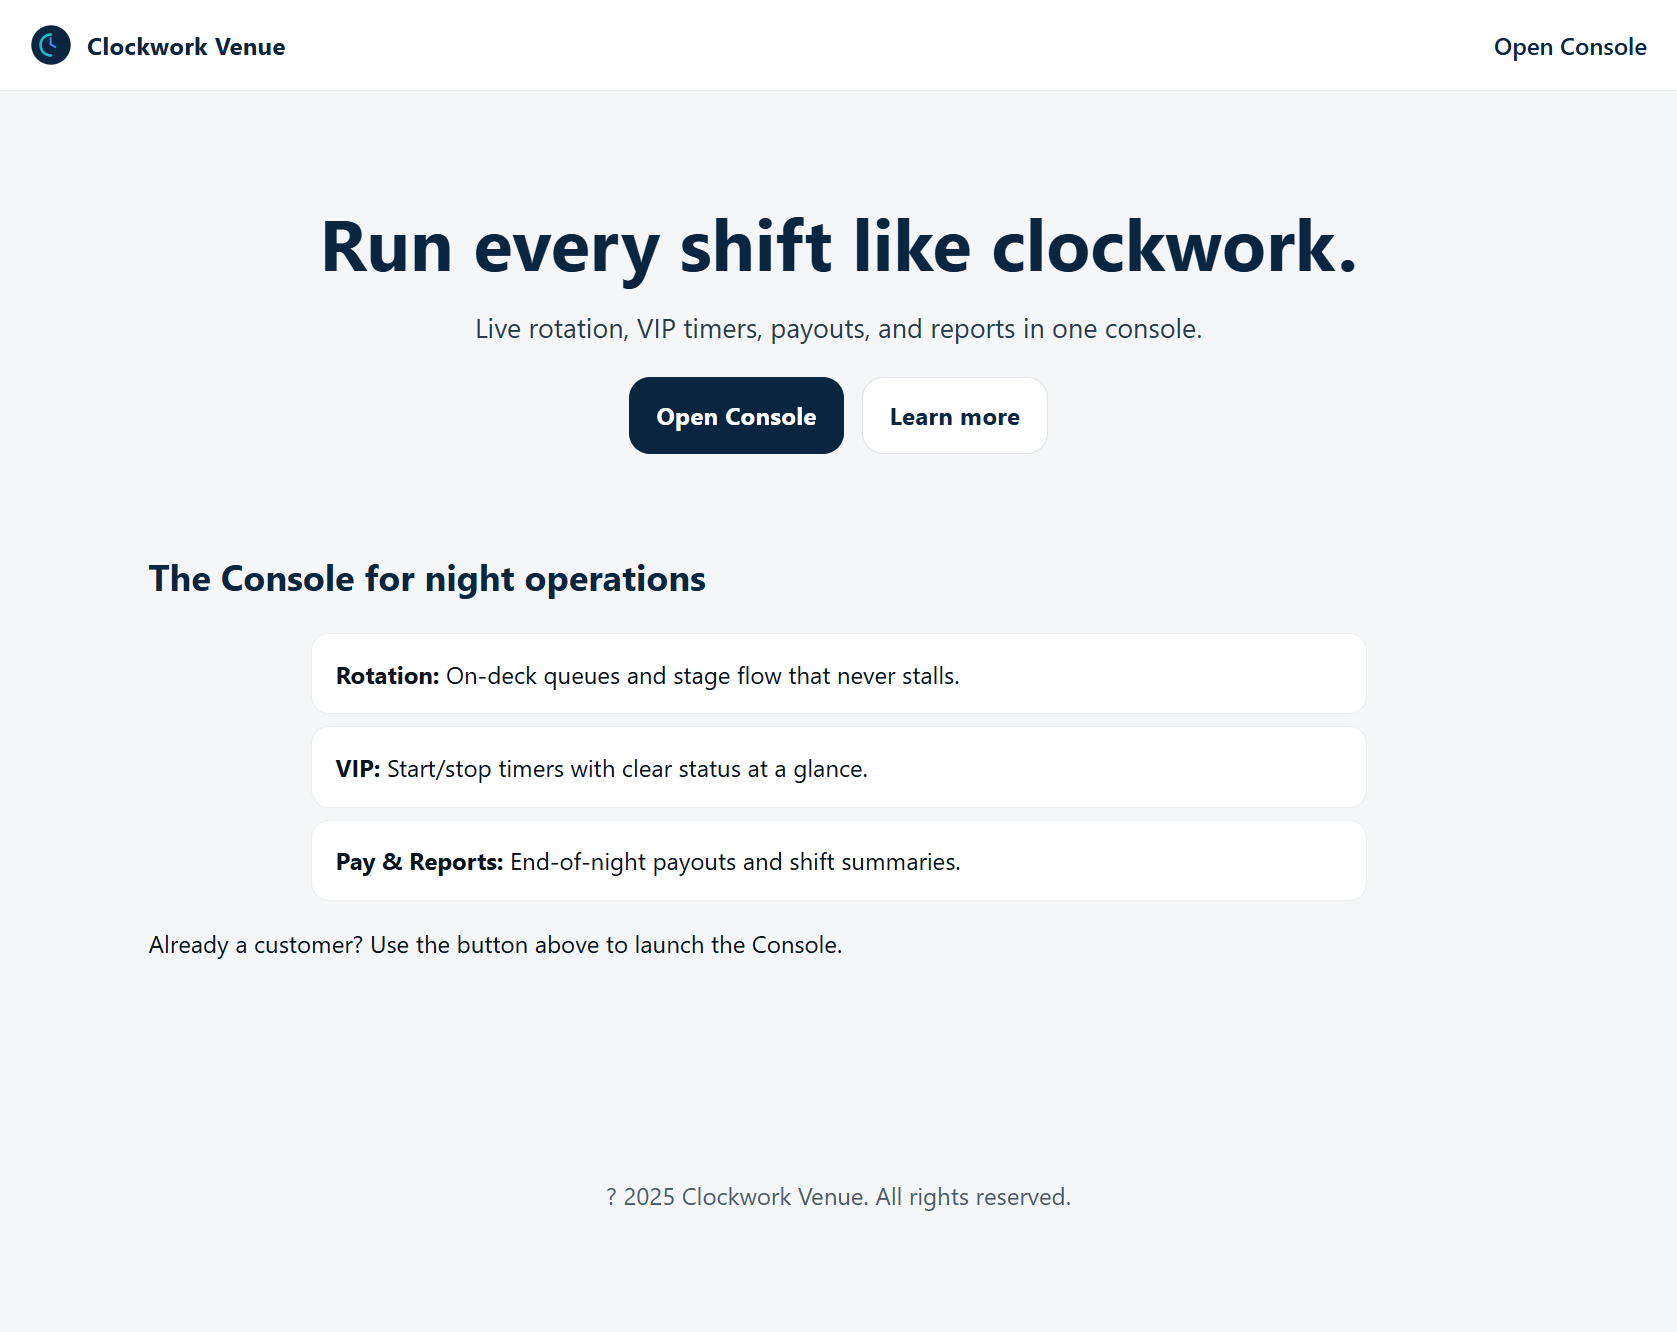 Clockwork Venue
Open Console
Run every shift like clockwork.
Live rotation, VIP timers, payouts, and reports in one console.
Open Console
Learn more
The Console for night operations
Rotation: On-deck queues and stage flow that never stalls.
VIP: Start/stop timers with clear status at a glance.
Pay & Reports: End-of-night payouts and shift summaries.
Already a customer? Use the button above to launch the Console.
? 2025 Clockwork Venue. All rights reserved.